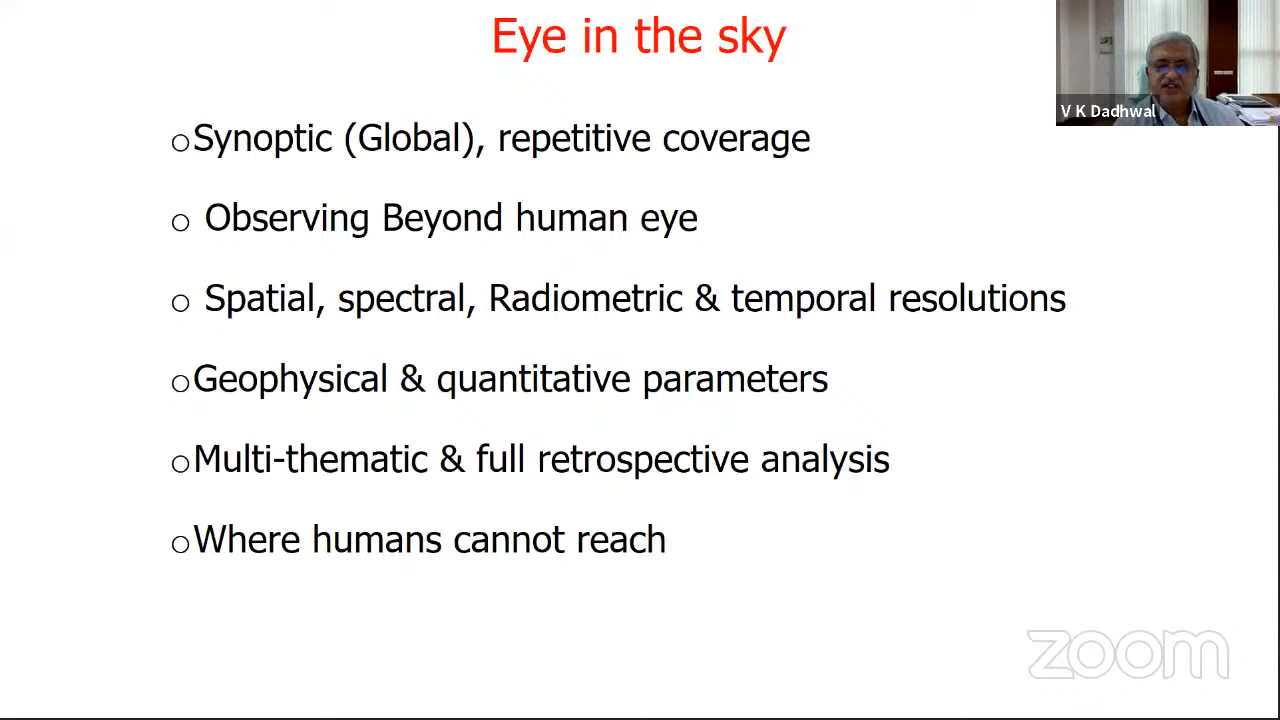 Eye in the sky
V K Dadhwal
○Synoptic (Global), repetitive coverage
○ Observing Beyond human eye
○ Spatial, spectral, Radiometric & temporal resolutions
○Geophysical & quantitative parameters
○Multi-thematic & full retrospective analysis
○Where humans cannot reach
zoom